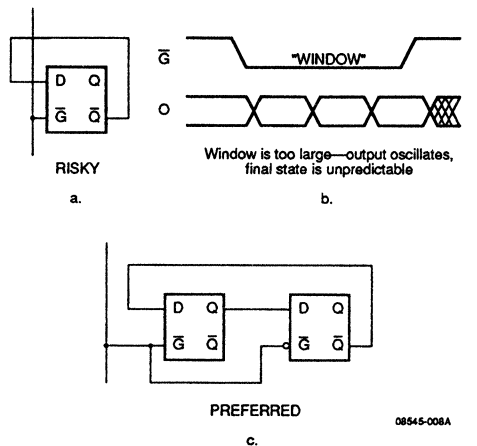 D Q
G̅ Q̅
RISKY
a.
G̅
"WINDOW"
O
Window is too large—output oscillates,
final state is unpredictable
b.
D Q
G̅ Q̅
D Q
G̅ Q̅
PREFERRED
08545-008A
c.